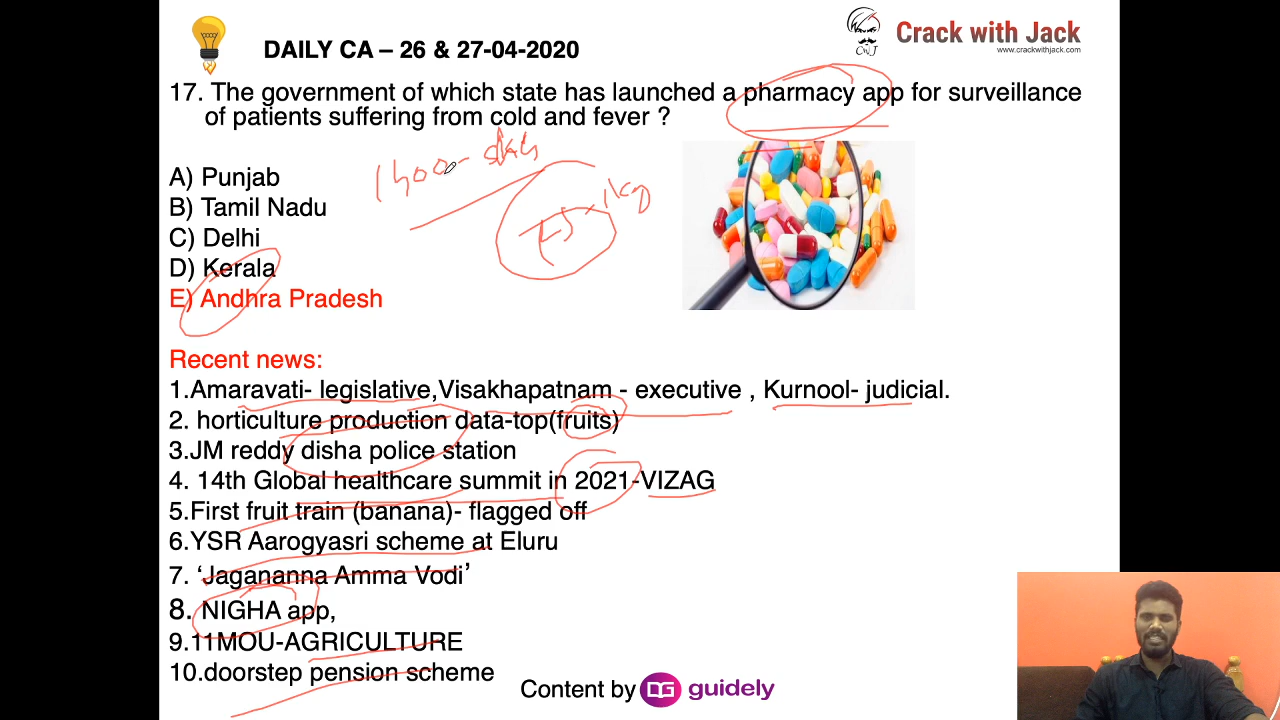 DAILY CA – 26 & 27-04-2020
Crack with Jack
CWJ
www.crackwithjack.com
17. The government of which state has launched a pharmacy app for surveillance
of patients suffering from cold and fever ?
A) Punjab
B) Tamil Nadu
C) Delhi
D) Kerala
E) Andhra Pradesh
Recent news:
1.Amaravati- legislative,Visakhapatnam - executive , Kurnool- judicial.
2. horticulture production data-top(fruits)
3.JM reddy disha police station
4. 14th Global healthcare summit in 2021-VIZAG
5.First fruit train (banana)- flagged off
6.YSR Aarogyasri scheme at Eluru
7. ‘Jagananna Amma Vodi’
8. NIGHA app,
9.11MOU-AGRICULTURE
10.doorstep pension scheme
Content by guidely